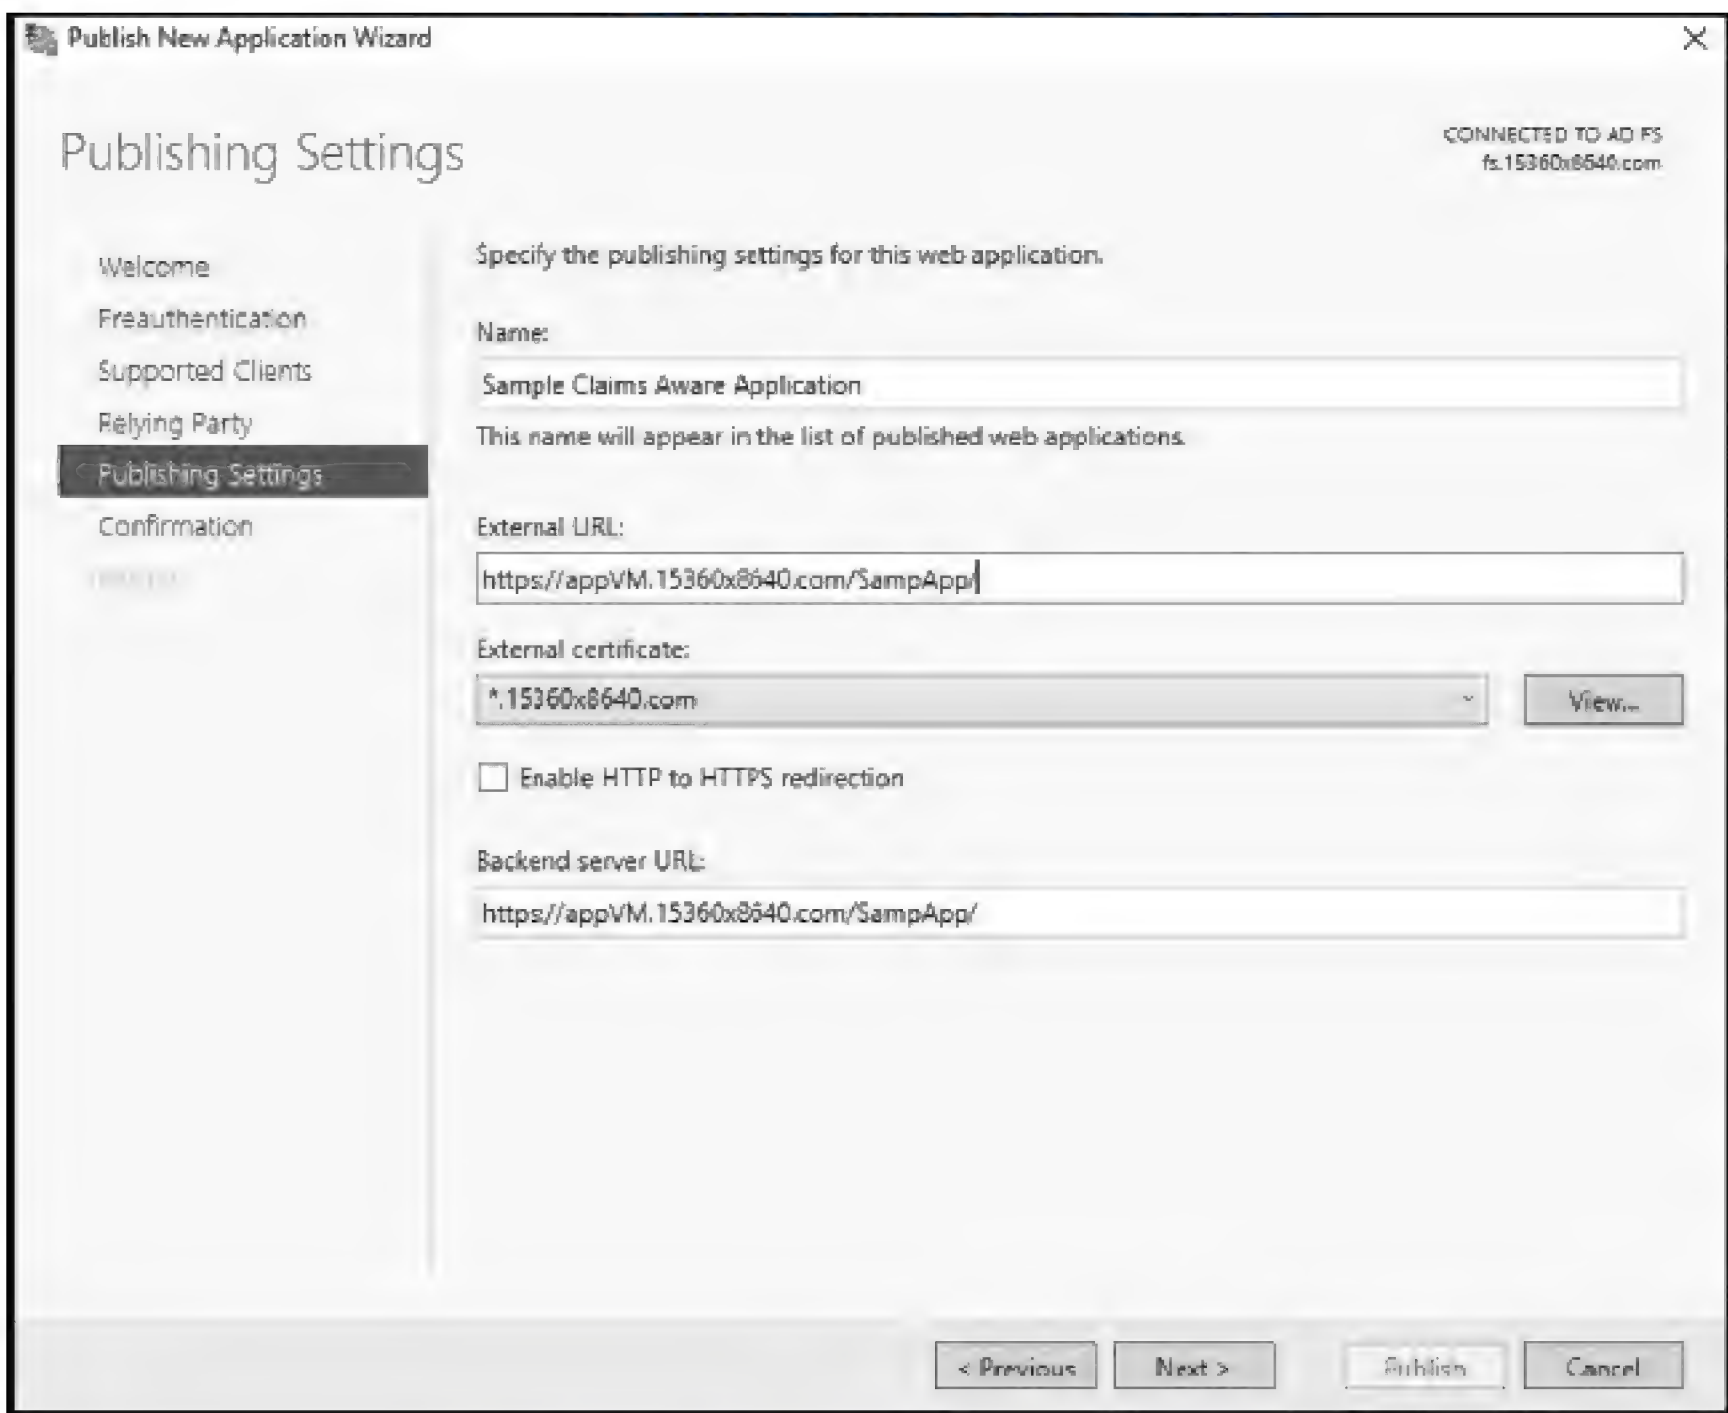 Publish New Application Wizard
Publishing Settings
CONNECTED TO AD FS
fs.15360x8640.com
Welcome
Preauthentication
Supported Clients
Relying Party
Publishing Settings
Confirmation
Specify the publishing settings for this web application.
Name:
Sample Claims Aware Application
This name will appear in the list of published web applications.
External URL:
https://appVM.15360x8640.com/SampApp/
External certificate:
*.15360x8640.com
View...
Enable HTTP to HTTPS redirection
Backend server URL:
https://appVM.15360x8640.com/SampApp/
< Previous
Next >
Publish
Cancel